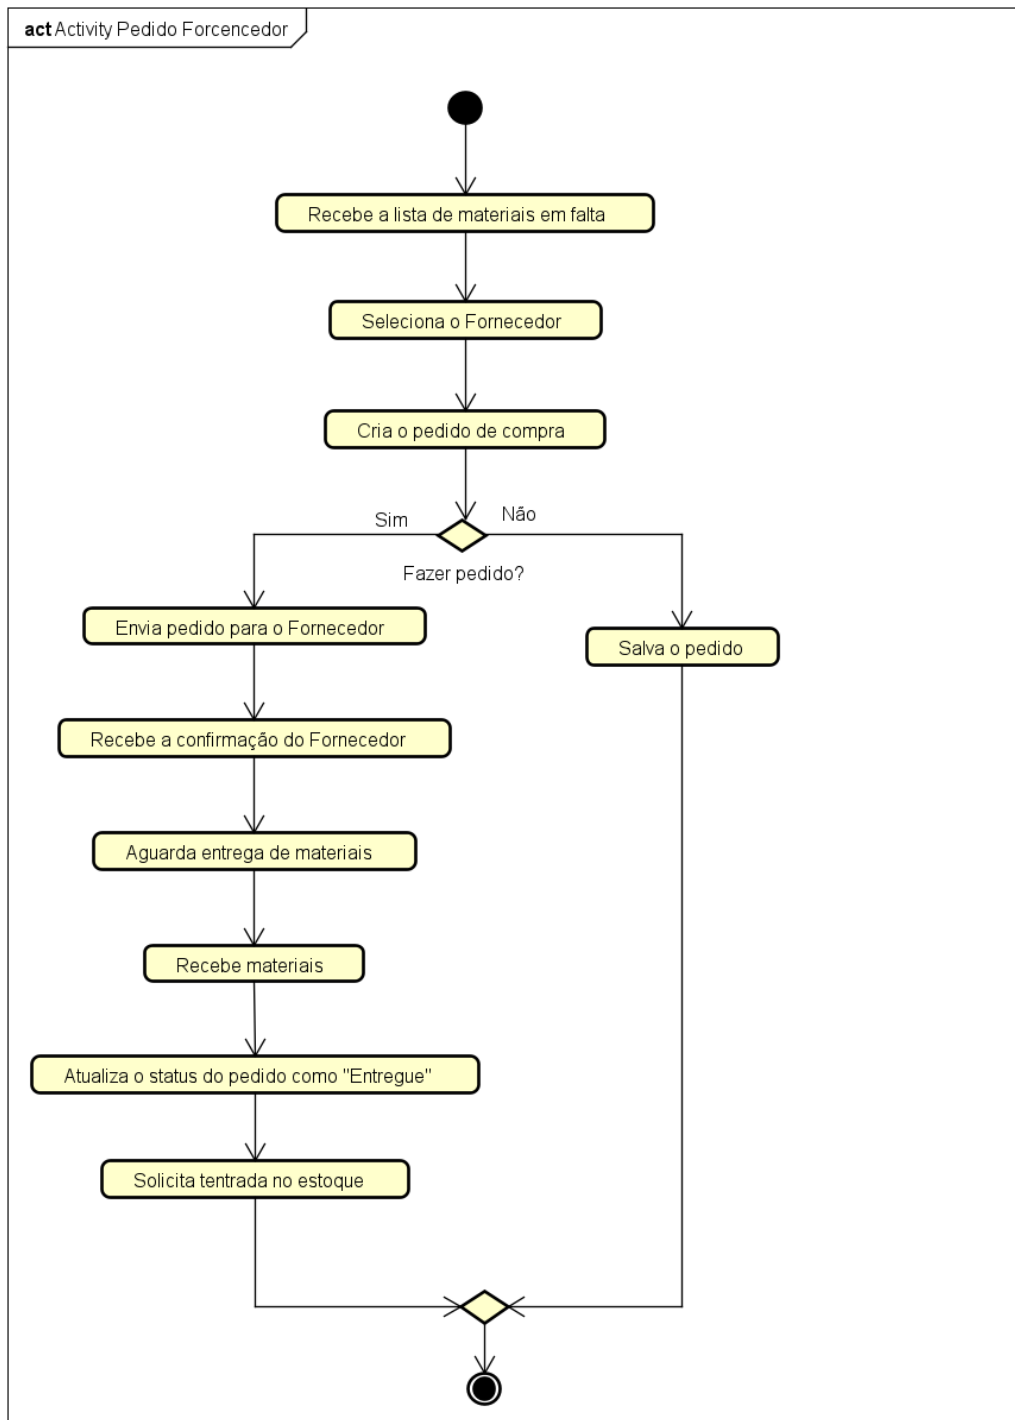 act Activity Pedido Forcencedor
Recebe a lista de materiais em falta
Seleciona o Fornecedor
Cria o pedido de compra
Sim
Não
Fazer pedido?
Envia pedido para o Fornecedor
Salva o pedido
Recebe a confirmação do Fornecedor
Aguarda entrega de materiais
Recebe materiais
Atualiza o status do pedido como "Entregue"
Solicita tentrada no estoque